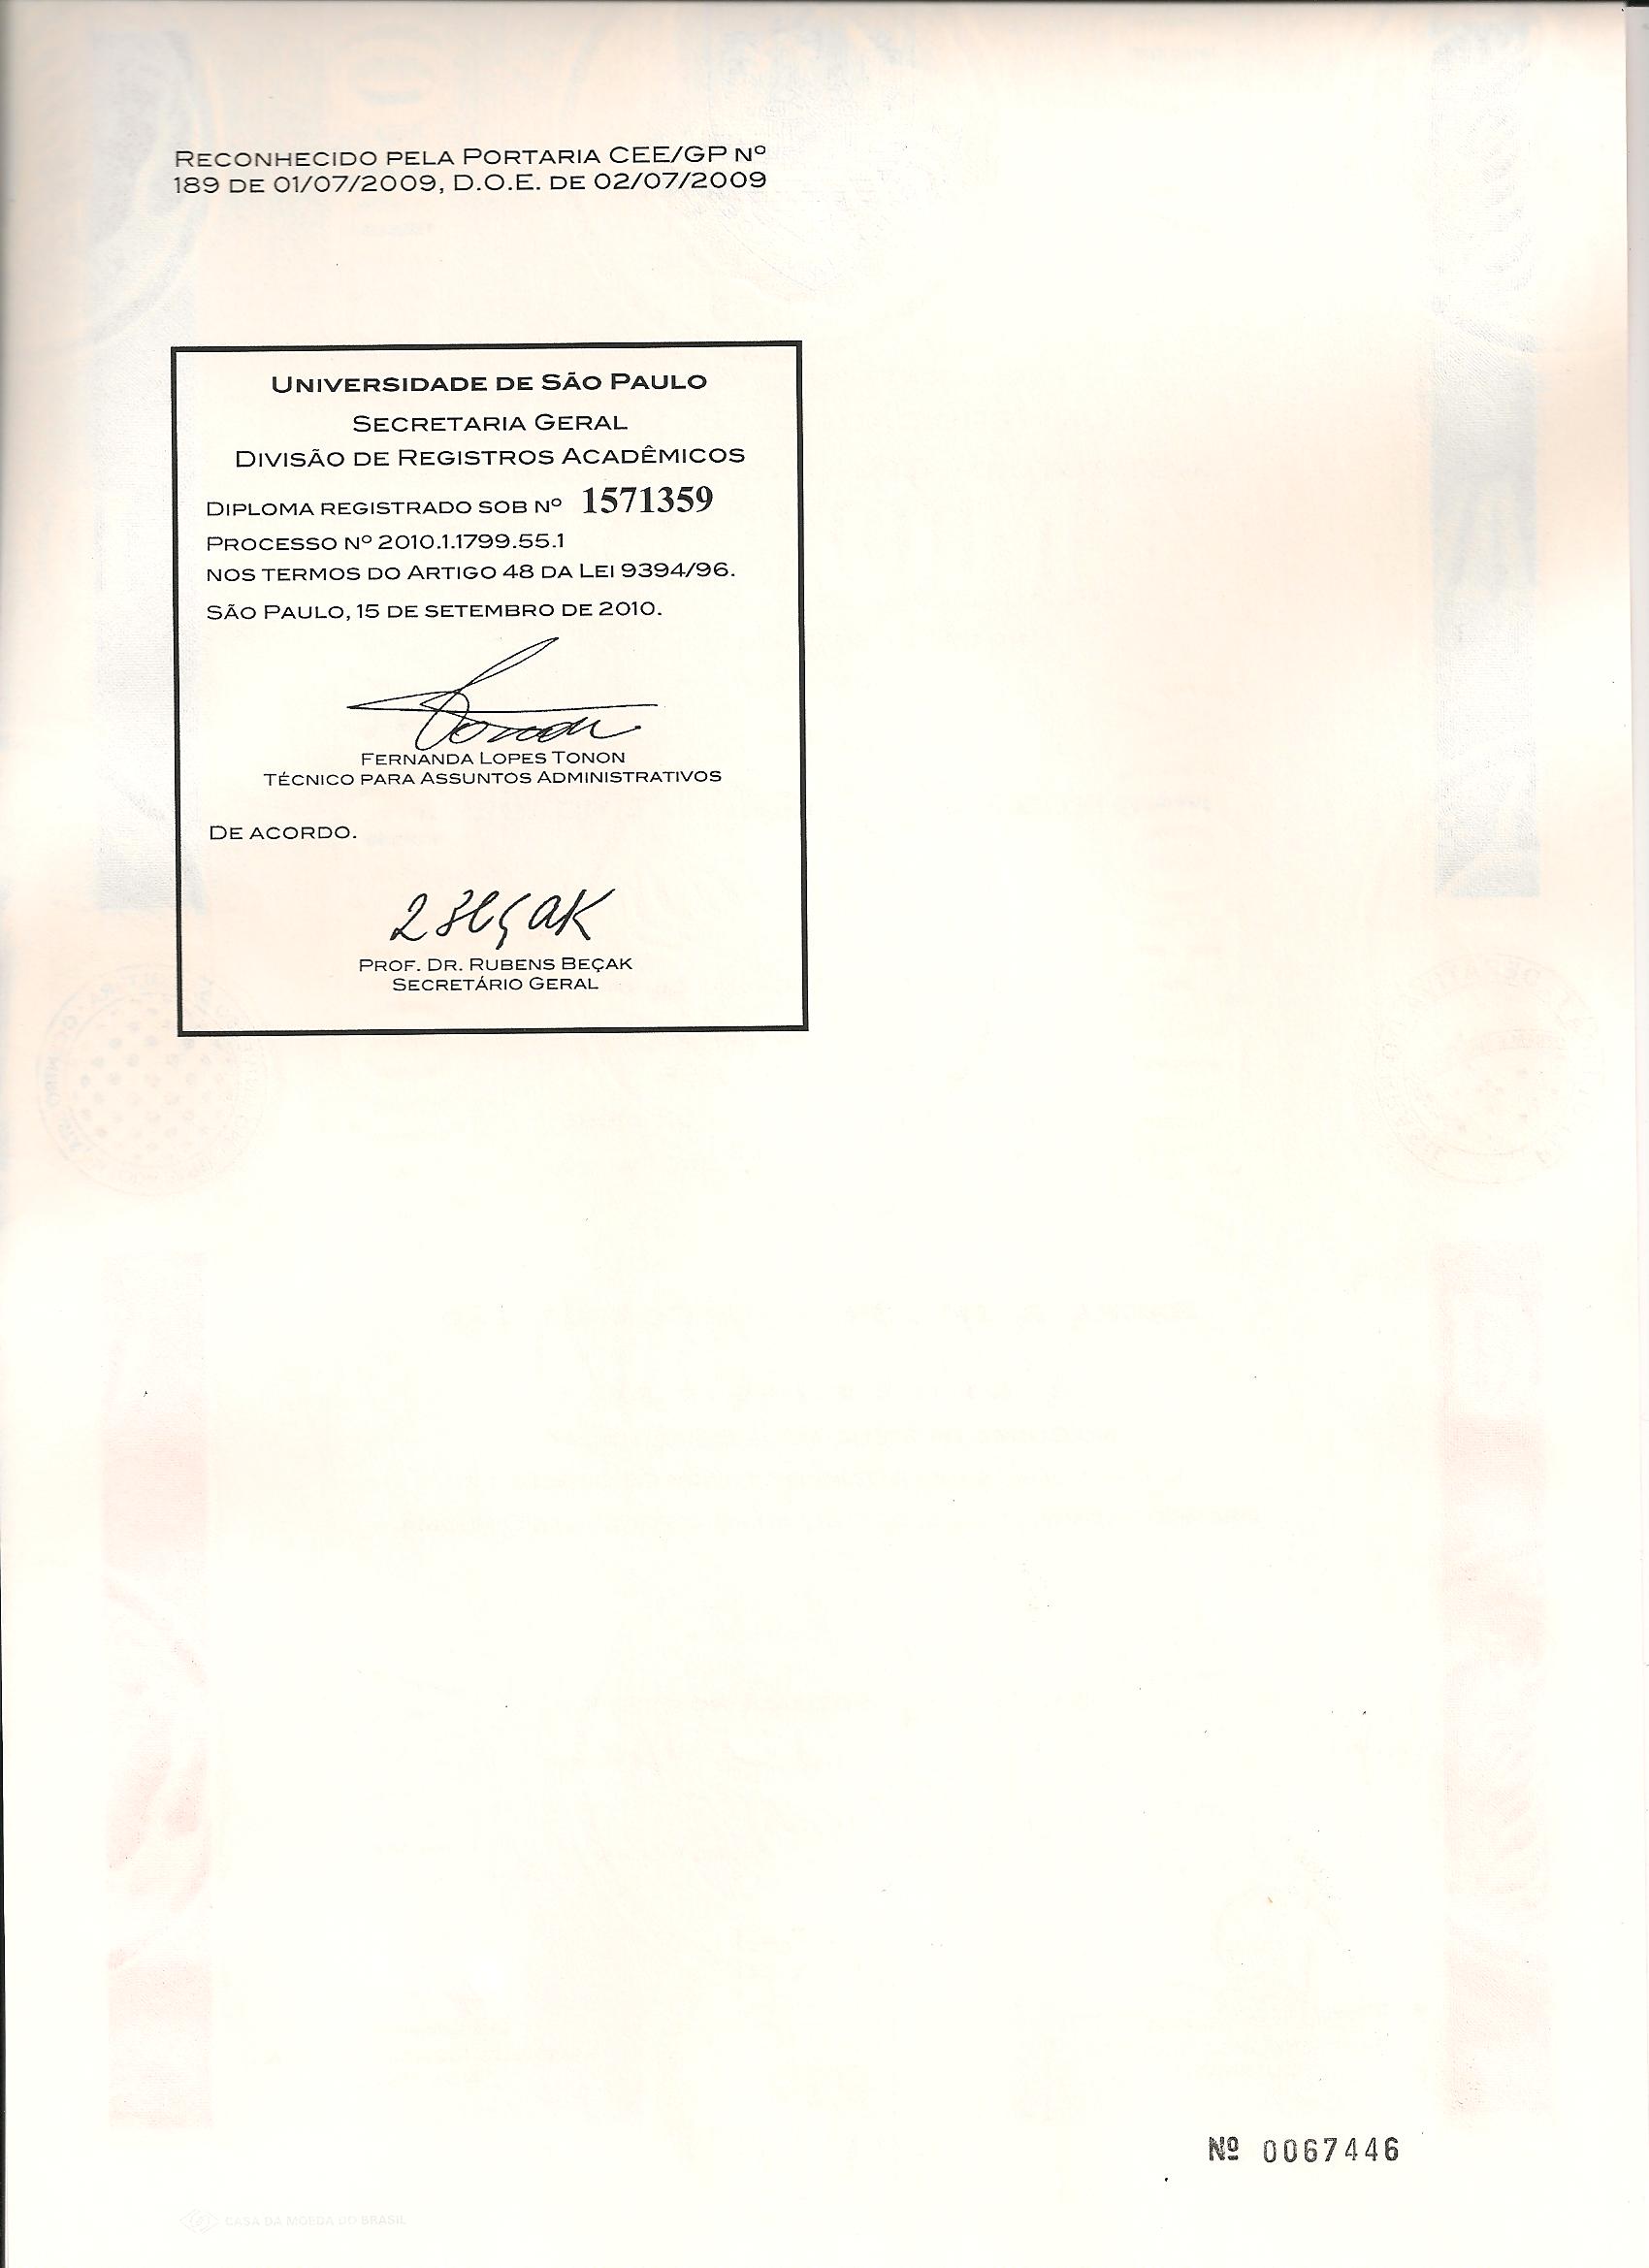 RECONHECIDO PELA PORTARIA CEE/GP Nº
189 DE 01/07/2009, D.O.E. DE 02/07/2009
UNIVERSIDADE DE SÃO PAULO
SECRETARIA GERAL
DIVISÃO DE REGISTROS ACADÊMICOS
DIPLOMA REGISTRADO SOB Nº 1571359
PROCESSO Nº 2010.1.1799.55.1
NOS TERMOS DO ARTIGO 48 DA LEI 9394/96.
SÃO PAULO, 15 DE SETEMBRO DE 2010.
FERNANDA LOPES TONON
TÉCNICO PARA ASSUNTOS ADMINISTRATIVOS
DE ACORDO.
PROF. DR. RUBENS BEÇAK
SECRETÁRIO GERAL
Nº 0067446
CASA DA MOEDA DO BRASIL